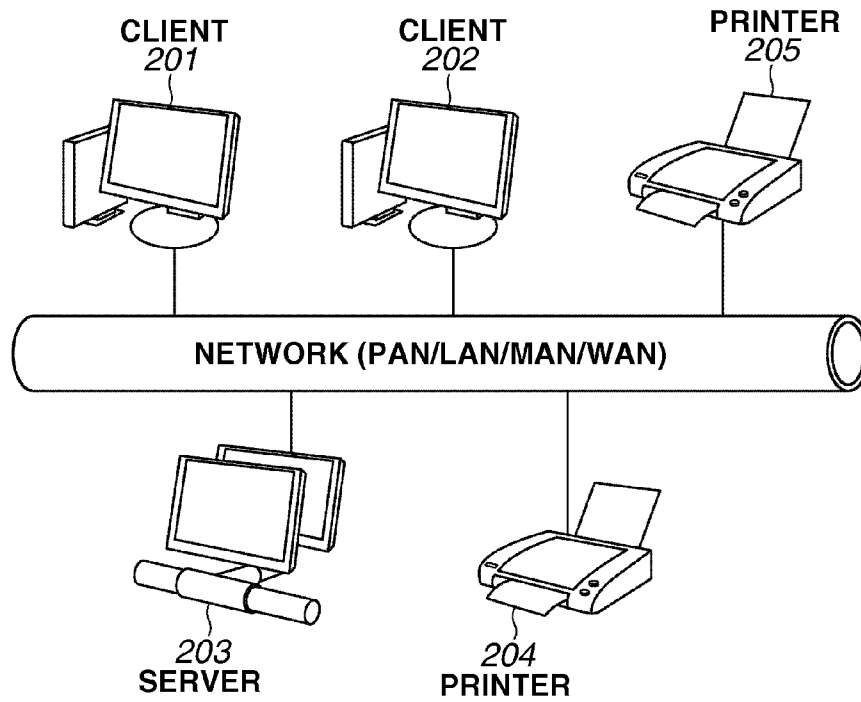 CLIENT
201
CLIENT
202
PRINTER
205
NETWORK (PAN/LAN/MAN/WAN)
203
SERVER
204
PRINTER